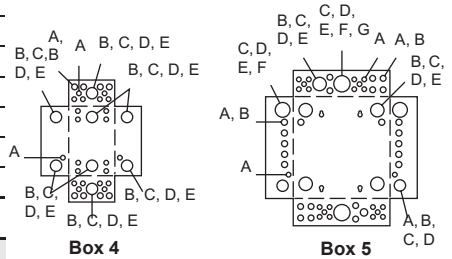 A,
B, C,B
D, E
A
B, C, D, E
B, C, D, E
A
B, C,
D, E
B, C, D, E
B, C, D, E
Box 4
B, C,
D, E
C, D,
E, F, G
A
A, B
C, D,
E, F
B, C,
D, E
A, B
A
A, B,
C, D
Box 5